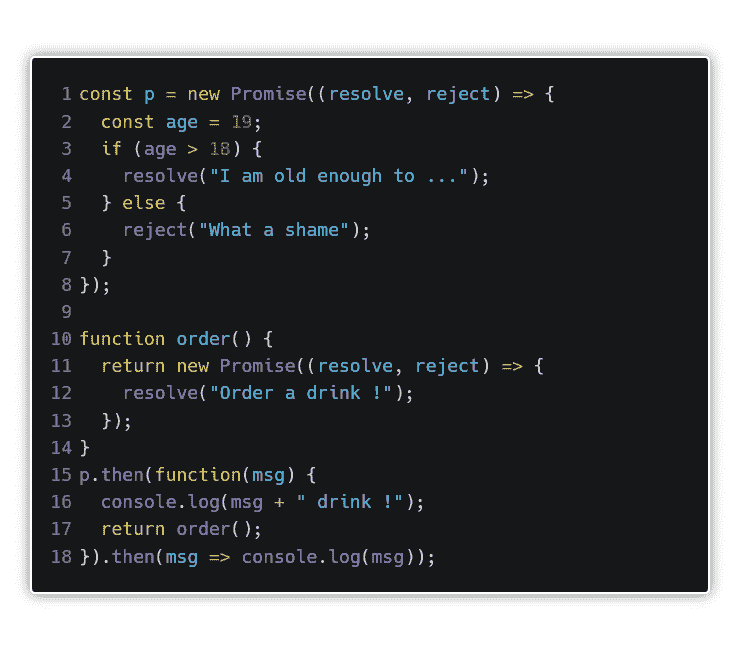 1 const p = new Promise((resolve, reject) => {
2   const age = 19;
3   if (age > 18) {
4     resolve("I am old enough to ...");
5   } else {
6     reject("What a shame");
7   }
8 });
9
10 function order() {
11   return new Promise((resolve, reject) => {
12     resolve("Order a drink !");
13   });
14 }
15 p.then(function(msg) {
16   console.log(msg + " drink !");
17   return order();
18 }).then(msg => console.log(msg));